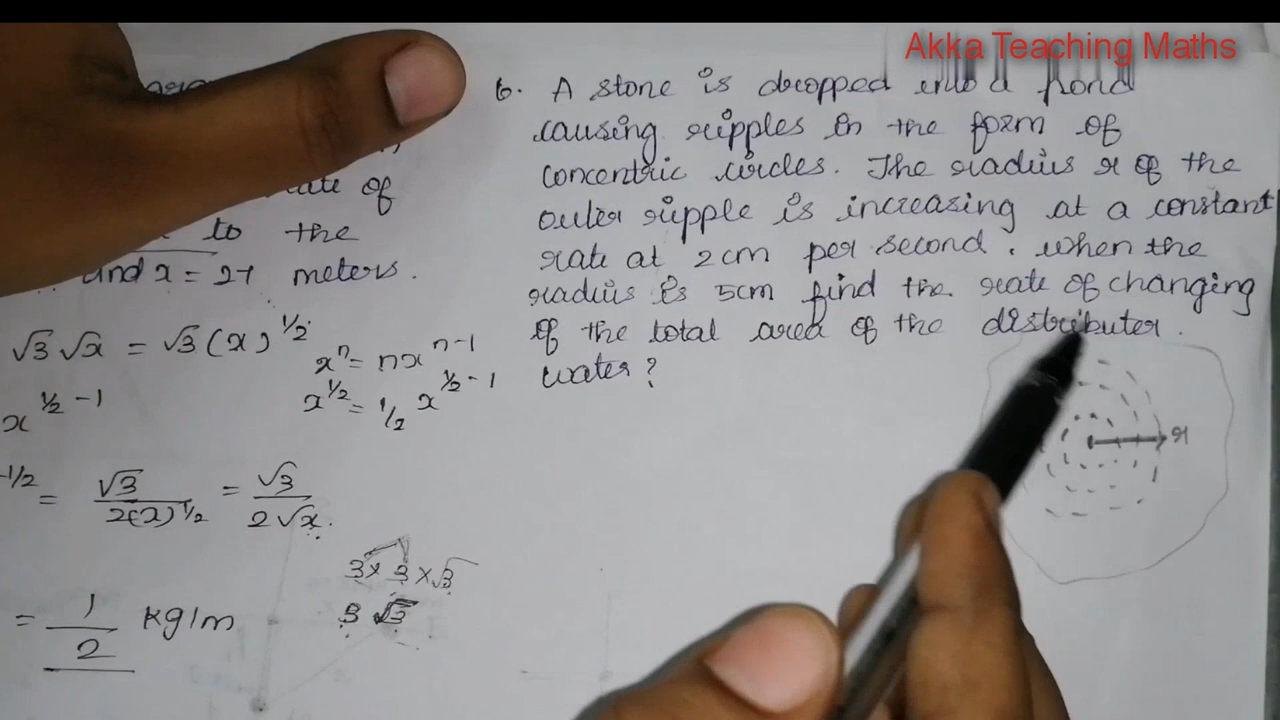 Akka Teaching Maths
6. A stone is dropped into a pond
causing ripples in the form of
concentric circles. The radius r of the
outer ripple is increasing at a constant
rate at 2cm per second. when the
radius is 5cm find the rate of changing
of the total area of the distributer
water?
rate of
to the
and x = 27 meters.
√3 √x = √3 (x)^1/2
x^n = nx^n-1
x^1/2 = 1/2 x^1/2 - 1
x^1/2 - 1
-1/2 = √3 / 2(x)^1/2 = √3 / 2√x.
3 x 3 x √3
3 √3
= 1/2 kg/m
r